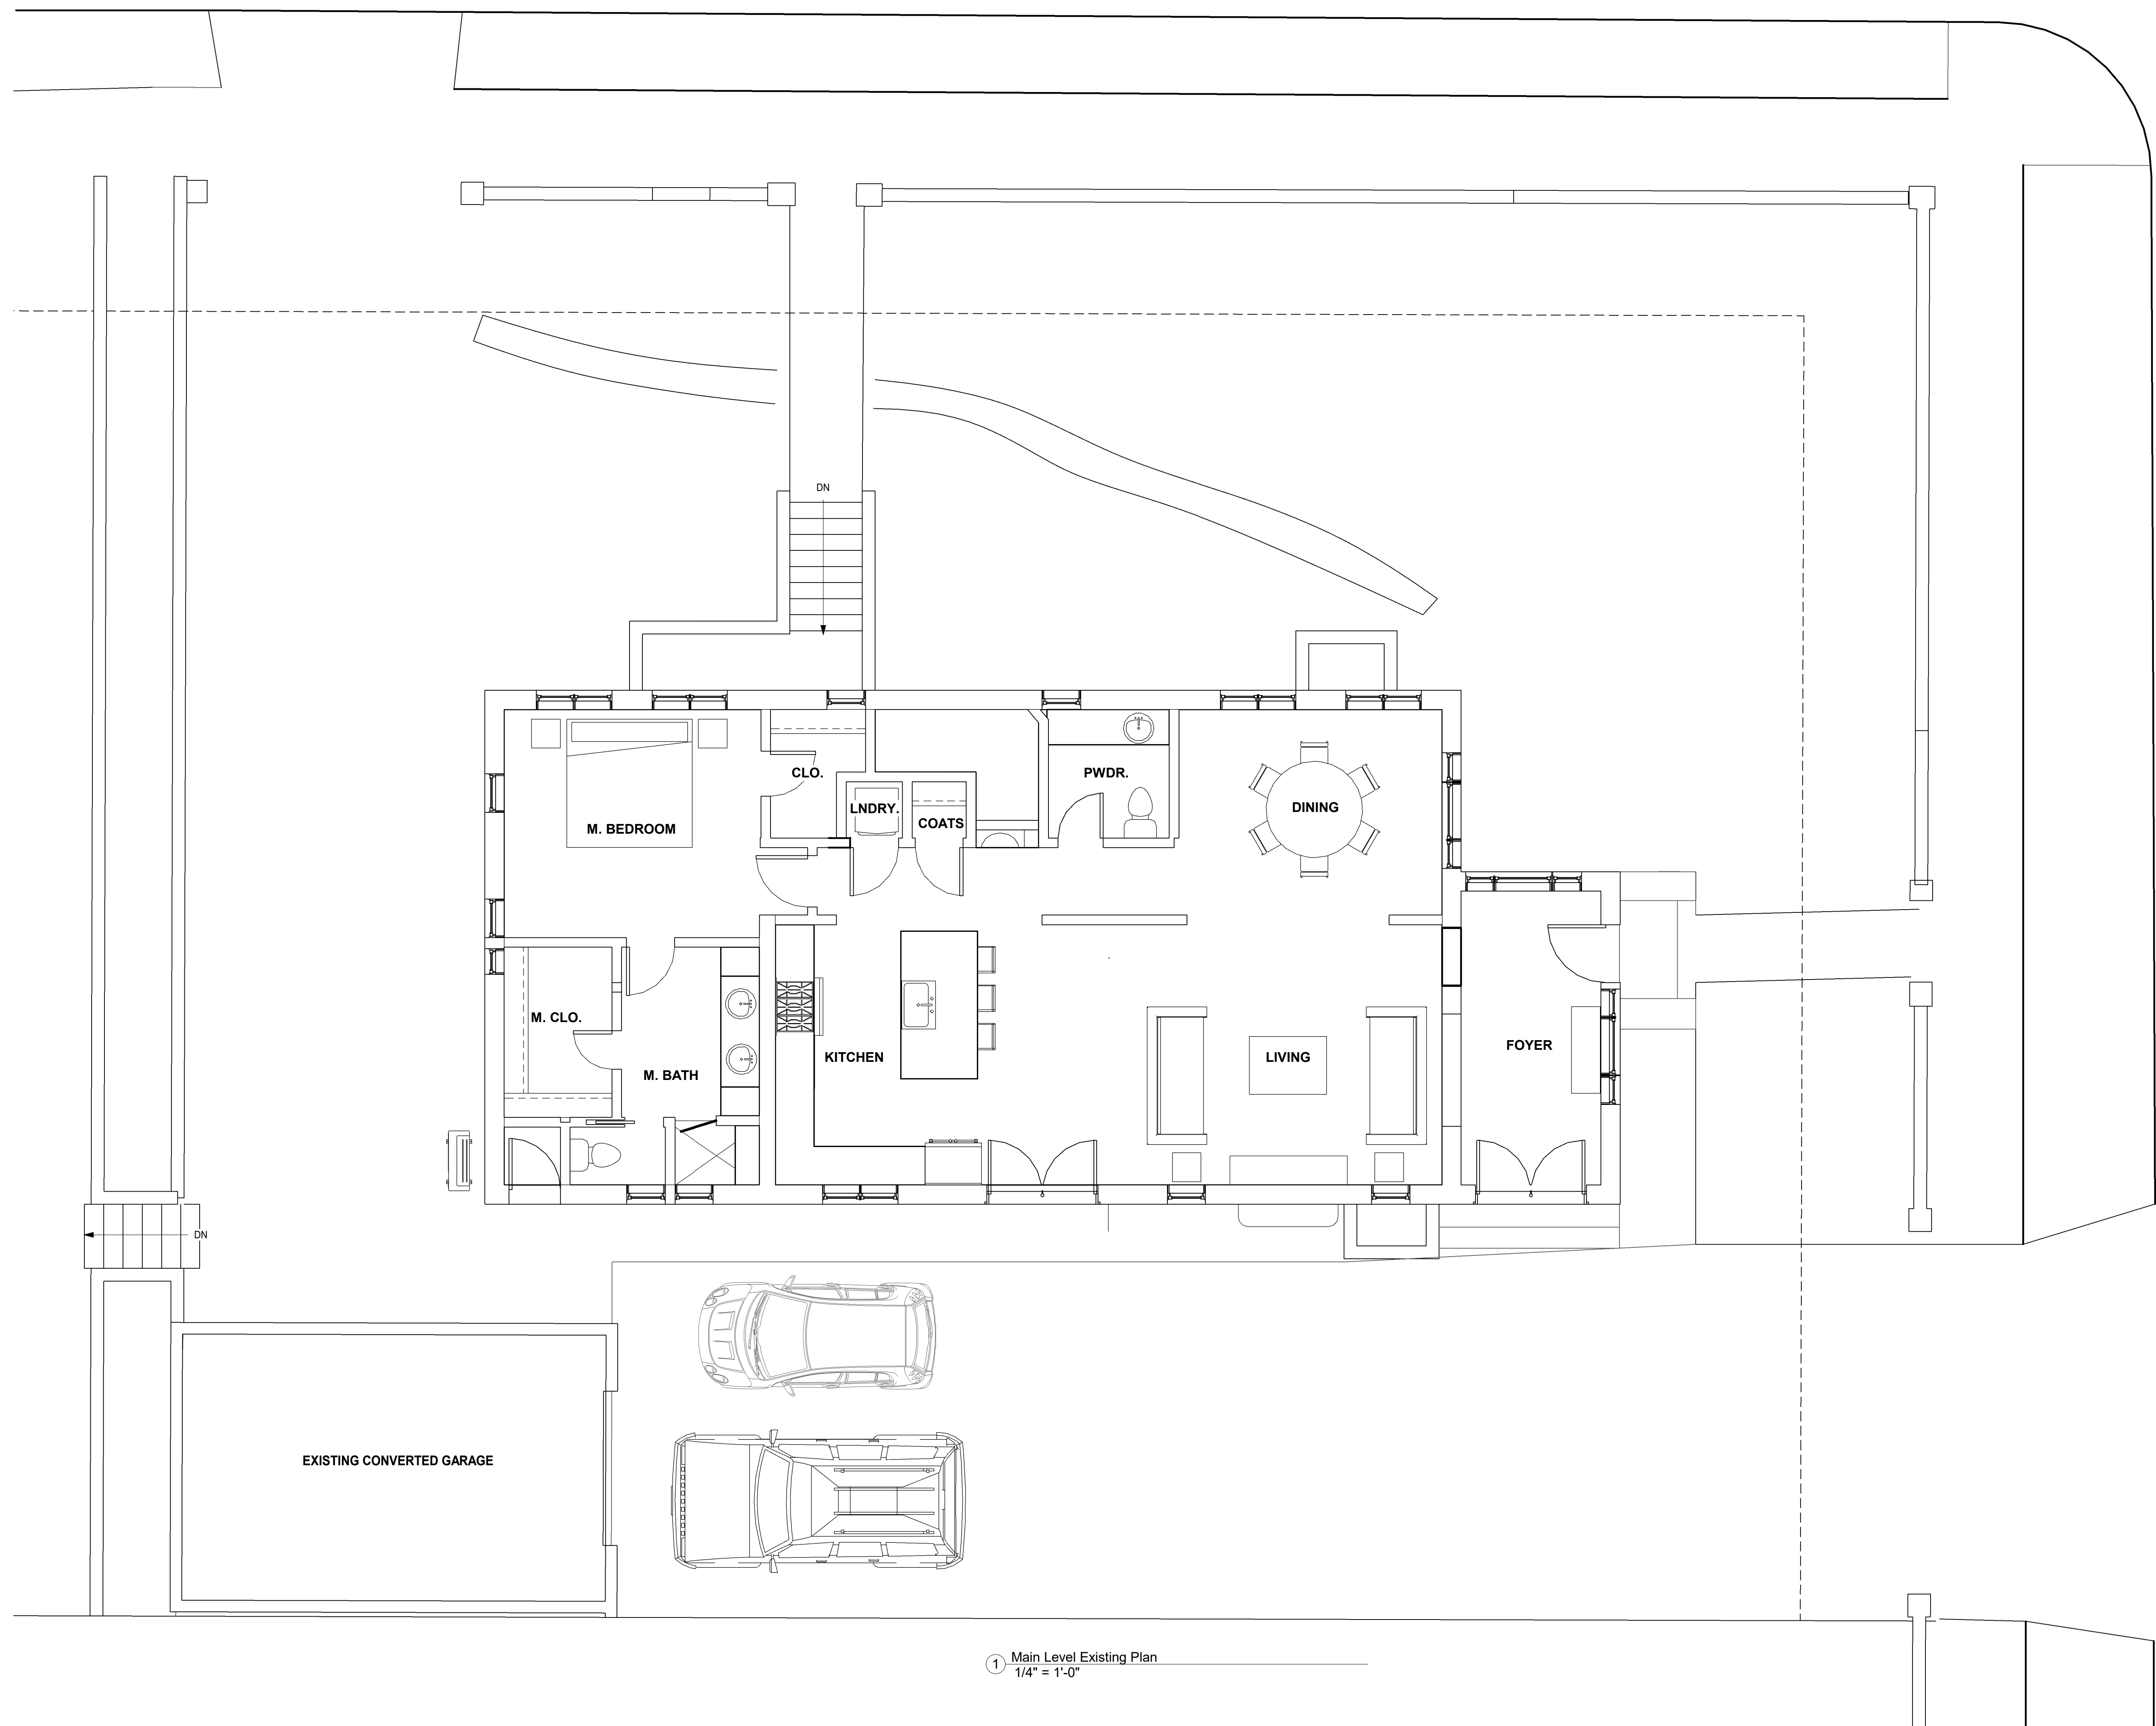 DN
CLO.
PWDR.
LNDRY.
COATS
DINING
M. BEDROOM
M. CLO.
M. BATH
KITCHEN
LIVING
FOYER
DN
EXISTING CONVERTED GARAGE
1 Main Level Existing Plan
1/4" = 1'-0"